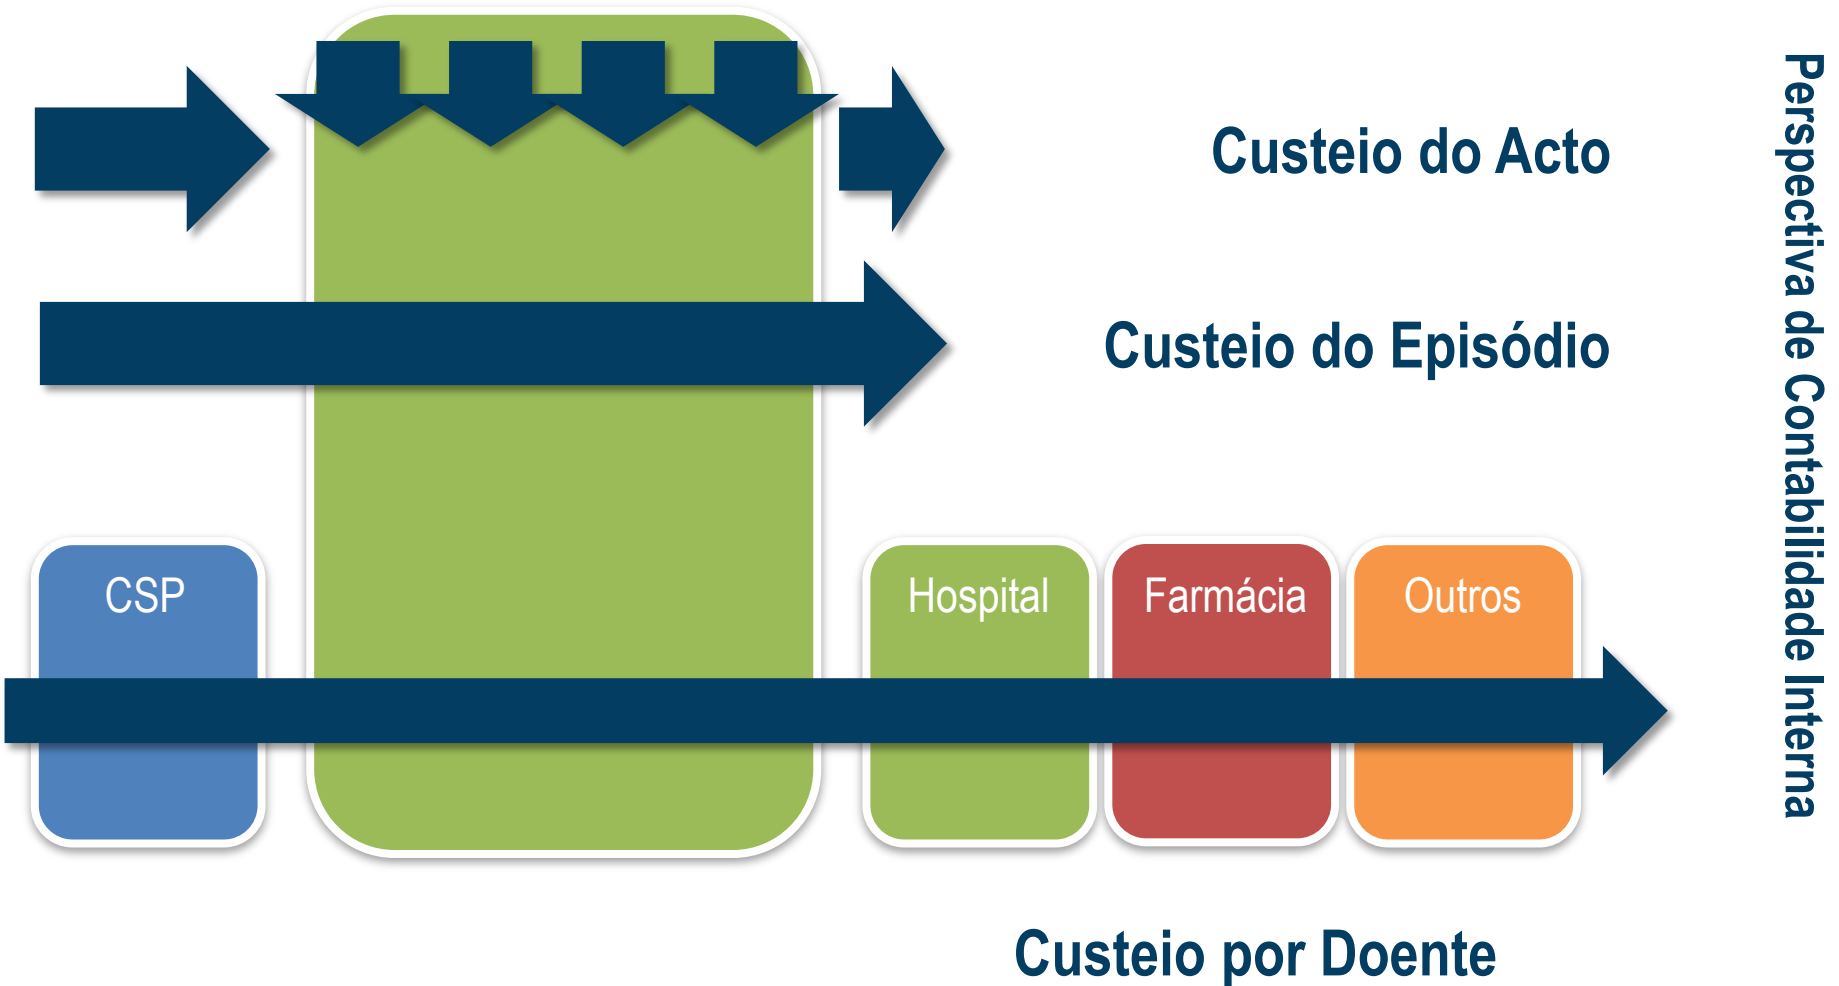 Custeio do Acto
Custeio do Episódio
CSP
Hospital
Farmácia
Outros
Custeio por Doente
Perspectiva de Contabilidade Interna